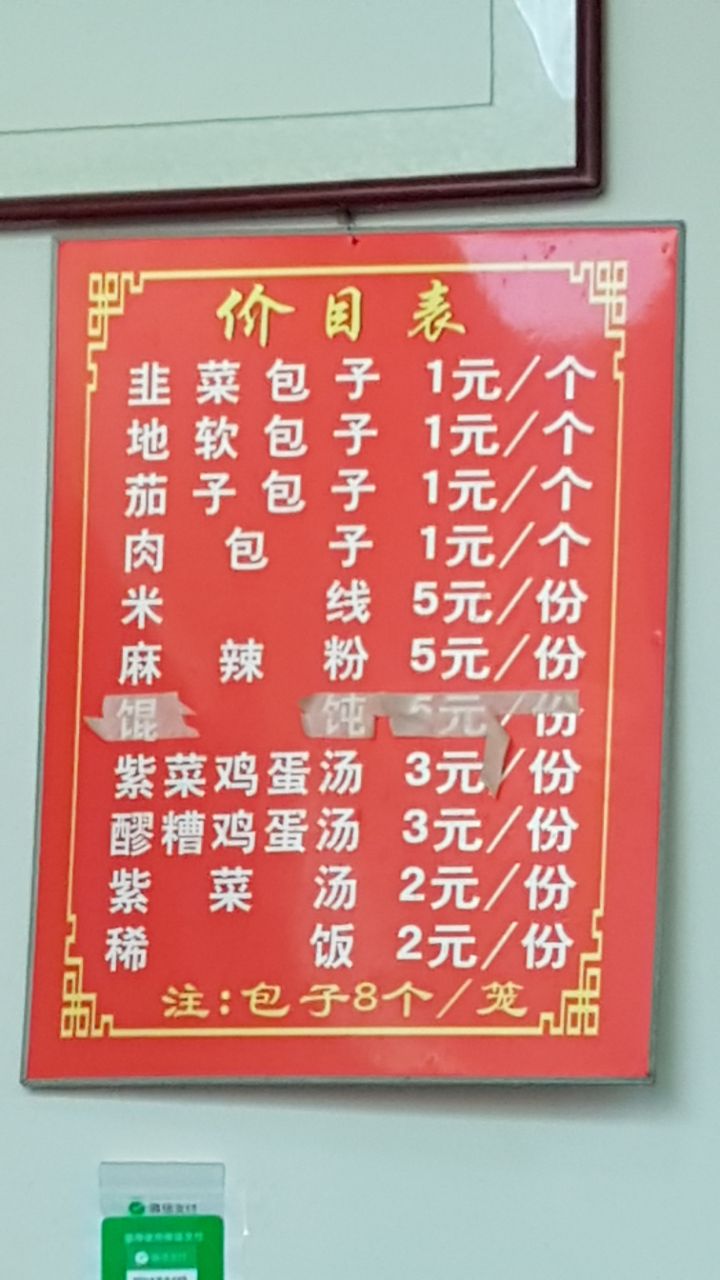 价目表
韭菜包子 1元/个
地软包子 1元/个
茄子包子 1元/个
肉包子 1元/个
米线 5元/份
麻辣粉 5元/份
馄饨 5元/份
紫菜鸡蛋汤 3元/份
醪糟鸡蛋汤 3元/份
紫菜汤 2元/份
稀饭 2元/份
注:包子8个/笼
微信支付